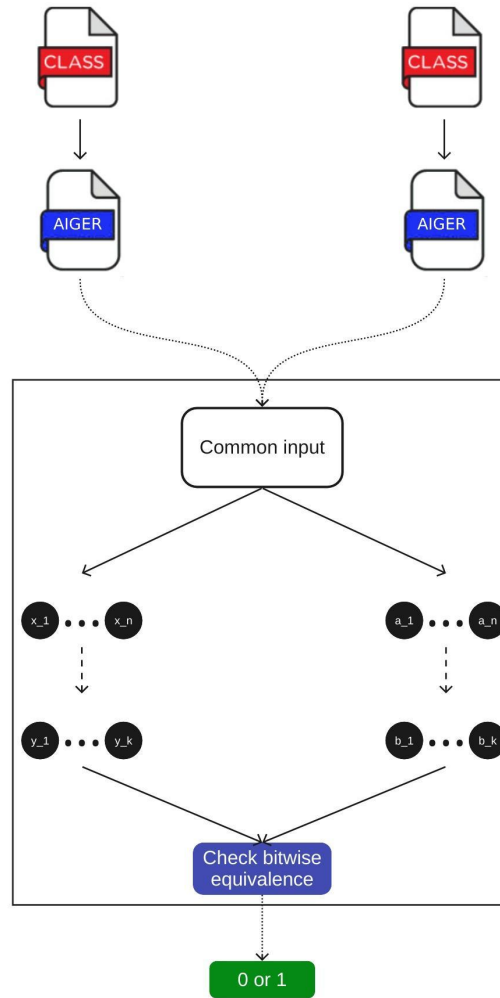 CLASS
CLASS
AIGER
AIGER
Common input
x_1
x_n
a_1
a_n
y_1
y_k
b_1
b_k
Check bitwise
equivalence
0 or 1